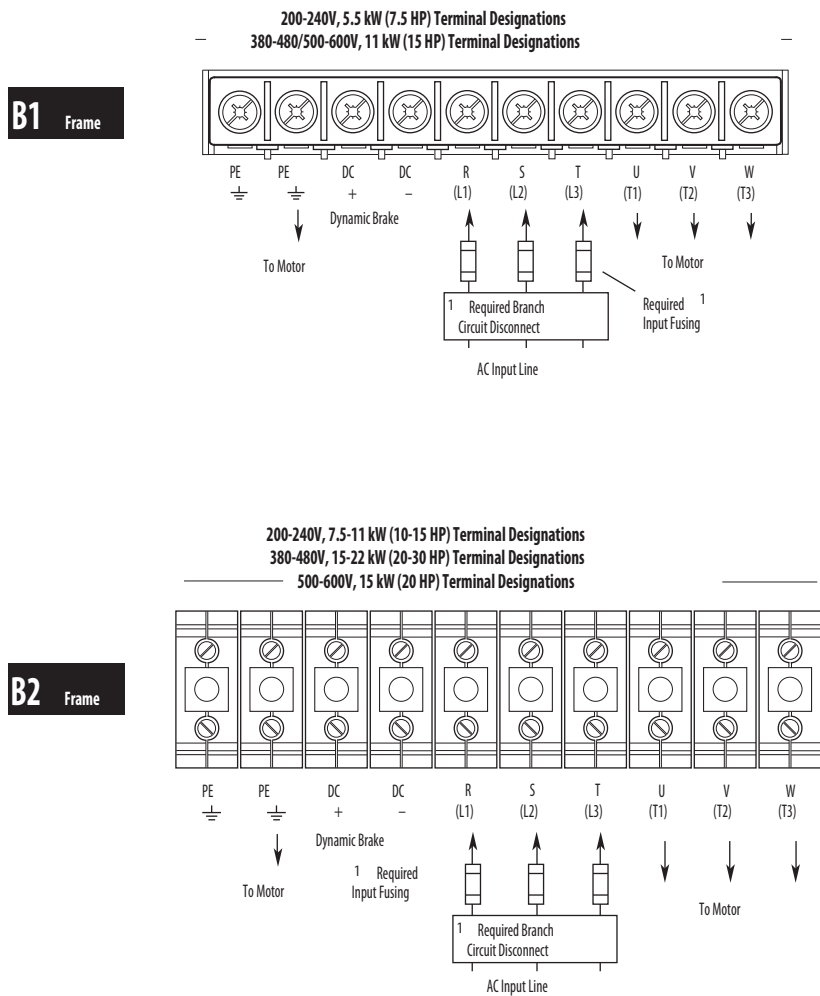 200-240V, 5.5 kW (7.5 HP) Terminal Designations
380-480/500-600V, 11 kW (15 HP) Terminal Designations
B1 Frame
PE PE DC DC R S T U V W
+ – (L1) (L2) (L3) (T1) (T2) (T3)
Dynamic Brake
To Motor
To Motor
1 Required Branch
Circuit Disconnect
Required 1
Input Fusing
AC Input Line
200-240V, 7.5-11 kW (10-15 HP) Terminal Designations
380-480V, 15-22 kW (20-30 HP) Terminal Designations
500-600V, 15 kW (20 HP) Terminal Designations
B2 Frame
PE PE DC DC R S T U V W
+ – (L1) (L2) (L3) (T1) (T2) (T3)
Dynamic Brake
1 Required
Input Fusing
To Motor
To Motor
1 Required Branch
Circuit Disconnect
AC Input Line